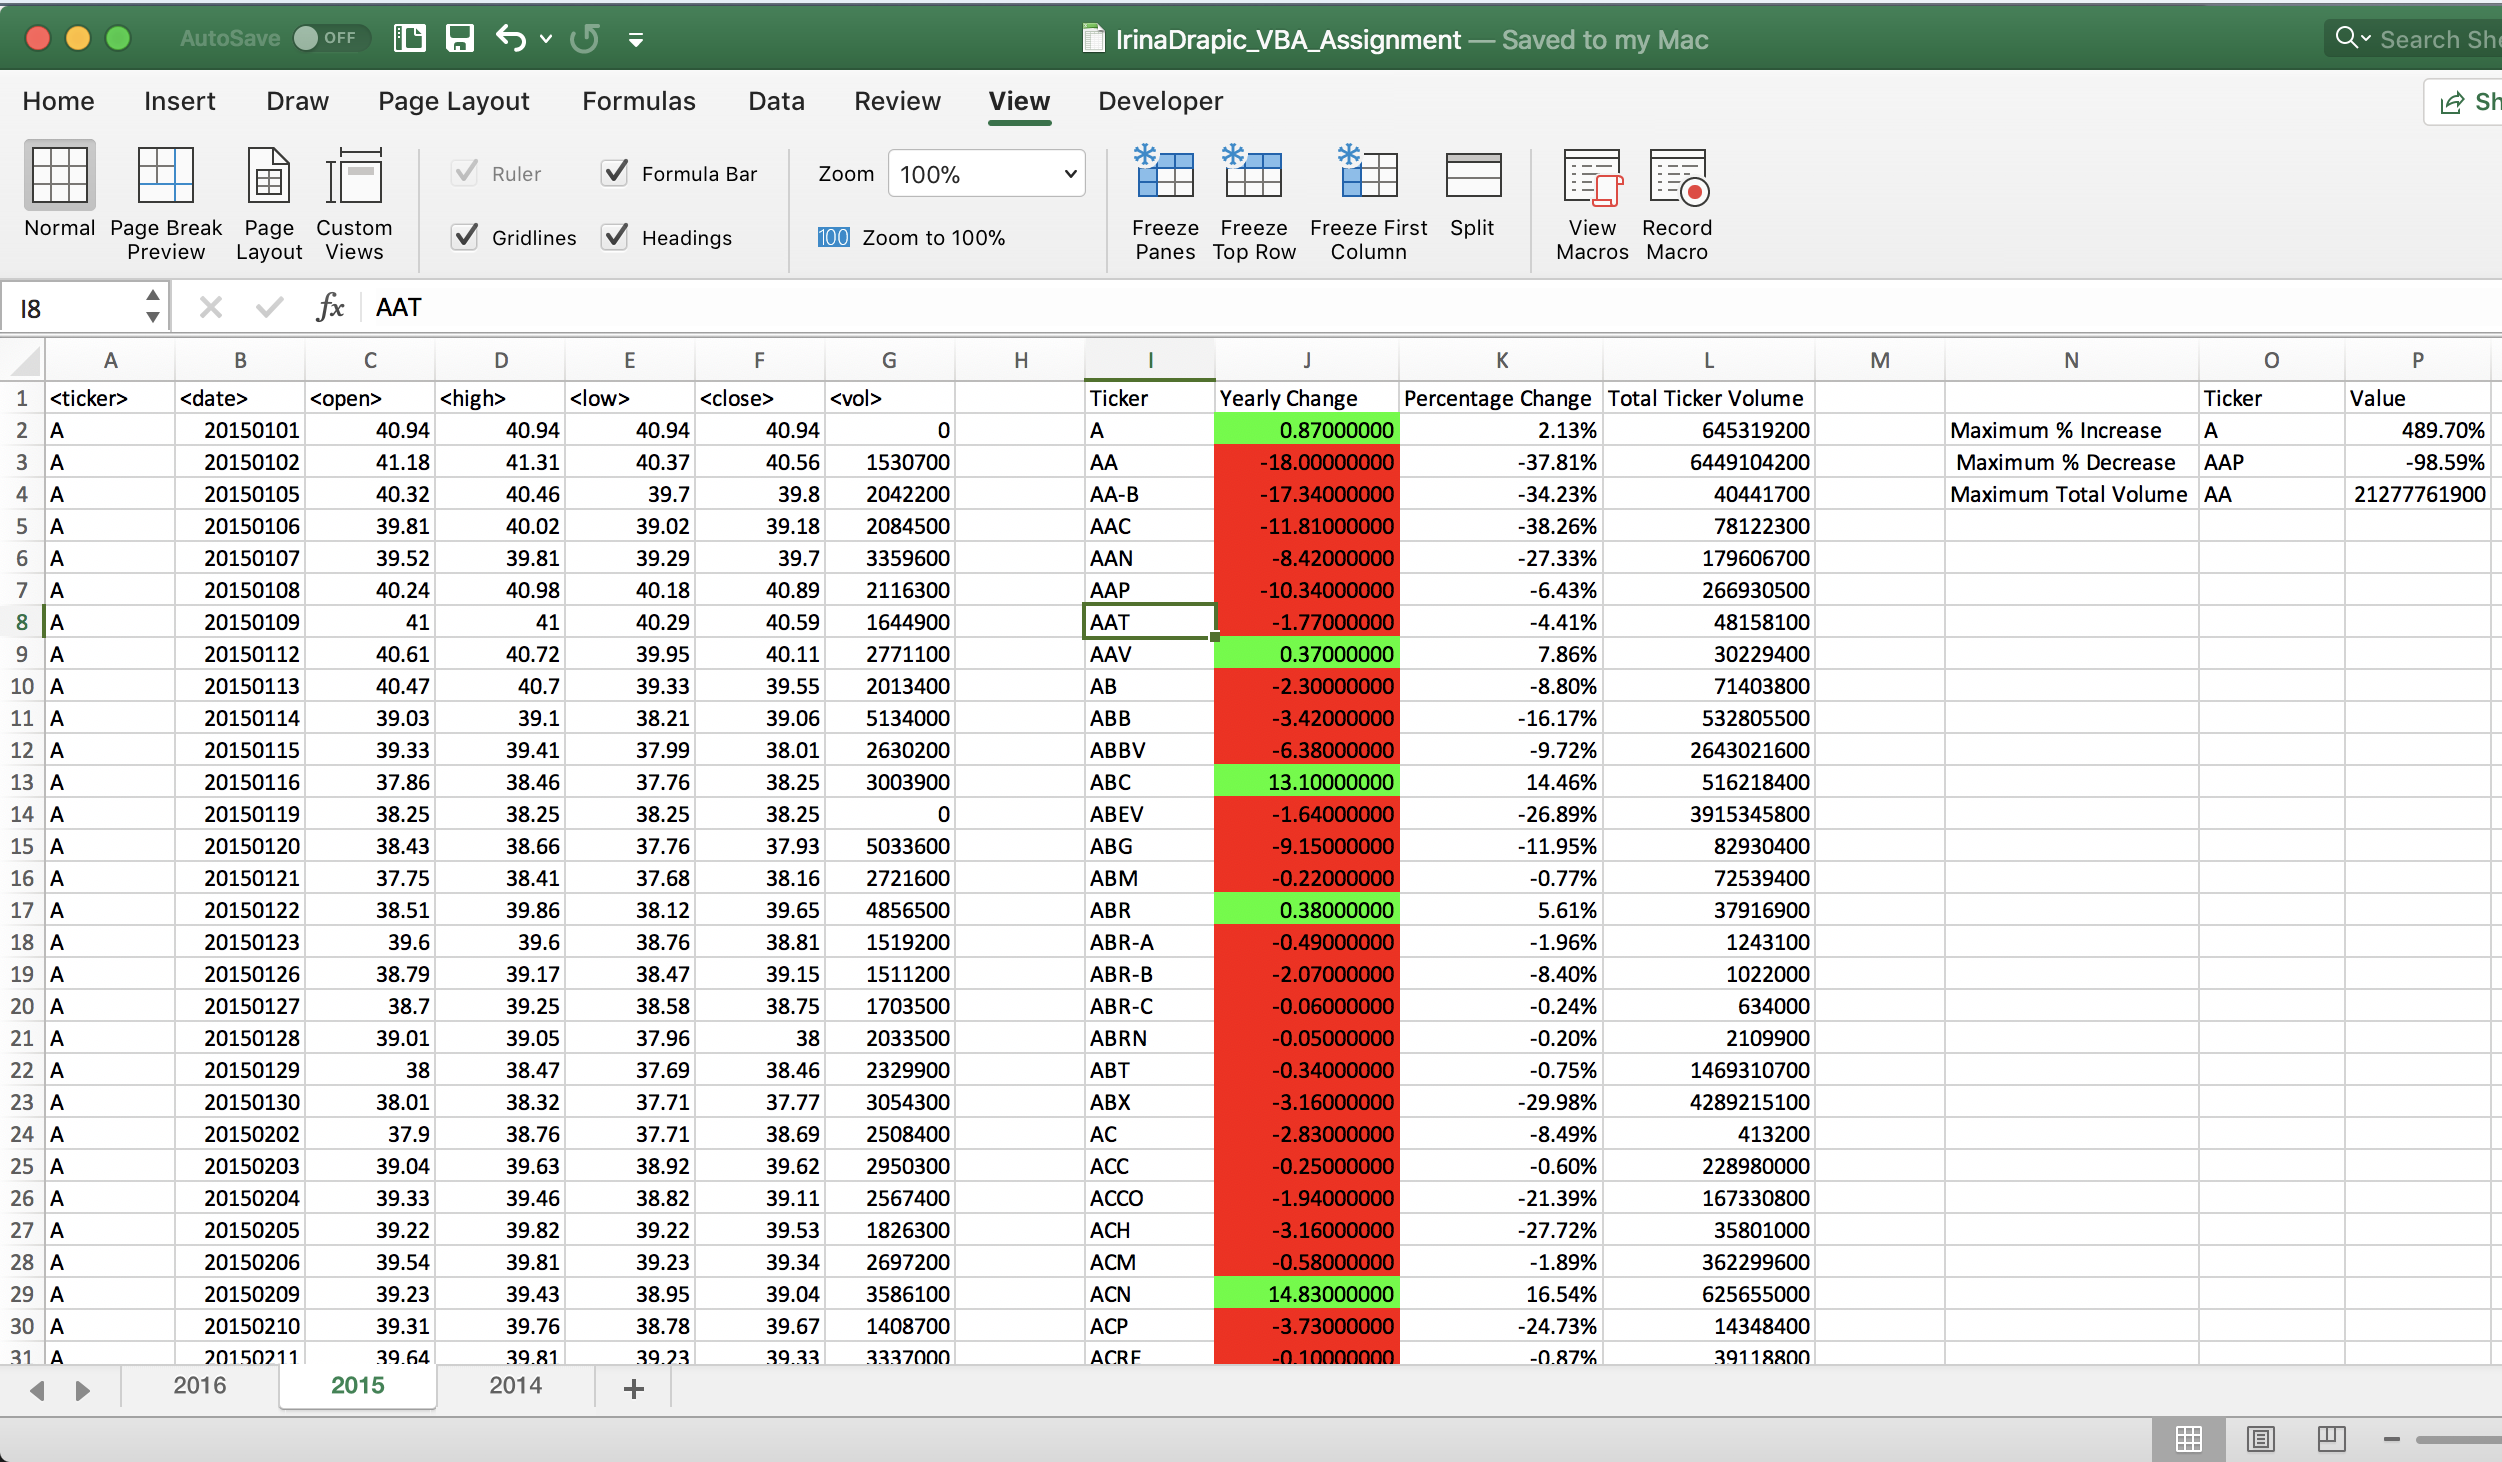 AutoSave OFF IrinaDrapic_VBA_Assignment — Saved to my Mac
Home Insert Draw Page Layout Formulas Data Review View Developer
Normal Page Break Preview Page Layout Custom Views
Ruler Formula Bar Zoom 100%
Gridlines Headings 100 Zoom to 100%
Freeze Panes Freeze Top Row Freeze First Column Split View Macros Record Macro
I8 fx AAT
A B C D E F G H I J K L M N O P
1 <ticker> <date> <open> <high> <low> <close> <vol> Ticker Yearly Change Percentage Change Total Ticker Volume Ticker Value
2 A 20150101 40.94 40.94 40.94 40.94 0 A 0.87000000 2.13% 645319200 Maximum % Increase A 489.70%
3 A 20150102 41.18 41.31 40.37 40.56 1530700 AA -18.00000000 -37.81% 6449104200 Maximum % Decrease AAP -98.59%
4 A 20150105 40.32 40.46 39.7 39.8 2042200 AA-B -17.34000000 -34.23% 40441700 Maximum Total Volume AA 21277761900
5 A 20150106 39.81 40.02 39.02 39.18 2084500 AAC -11.81000000 -38.26% 78122300
6 A 20150107 39.52 39.81 39.29 39.7 3359600 AAN -8.42000000 -27.33% 179606700
7 A 20150108 40.24 40.98 40.18 40.89 2116300 AAP -10.34000000 -6.43% 266930500
8 A 20150109 41 41 40.29 40.59 1644900 AAT -1.77000000 -4.41% 48158100
9 A 20150112 40.61 40.72 39.95 40.11 2771100 AAV 0.37000000 7.86% 30229400
10 A 20150113 40.47 40.7 39.33 39.55 2013400 AB -2.30000000 -8.80% 71403800
11 A 20150114 39.03 39.1 38.21 39.06 5134000 ABB -3.42000000 -16.17% 532805500
12 A 20150115 39.33 39.41 37.99 38.01 2630200 ABBV -6.38000000 -9.72% 2643021600
13 A 20150116 37.86 38.46 37.76 38.25 3003900 ABC 13.10000000 14.46% 516218400
14 A 20150119 38.25 38.25 38.25 38.25 0 ABEV -1.64000000 -26.89% 3915345800
15 A 20150120 38.43 38.66 37.76 37.93 5033600 ABG -9.15000000 -11.95% 82930400
16 A 20150121 37.75 38.41 37.68 38.16 2721600 ABM -0.22000000 -0.77% 72539400
17 A 20150122 38.51 39.86 38.12 39.65 4856500 ABR 0.38000000 5.61% 37916900
18 A 20150123 39.6 39.6 38.76 38.81 1519200 ABR-A -0.49000000 -1.96% 1243100
19 A 20150126 38.79 39.17 38.47 39.15 1511200 ABR-B -2.07000000 -8.40% 1022000
20 A 20150127 38.7 39.25 38.58 38.75 1703500 ABR-C -0.06000000 -0.24% 634000
21 A 20150128 39.01 39.05 37.96 38 2033500 ABRN -0.05000000 -0.20% 2109900
22 A 20150129 38 38.47 37.69 38.46 2329900 ABT -0.34000000 -0.75% 1469310700
23 A 20150130 38.01 38.32 37.71 37.77 3054300 ABX -3.16000000 -29.98% 4289215100
24 A 20150202 37.9 38.76 37.71 38.69 2508400 AC -2.83000000 -8.49% 413200
25 A 20150203 39.04 39.63 38.92 39.62 2950300 ACC -0.25000000 -0.60% 228980000
26 A 20150204 39.33 39.46 38.82 39.11 2567400 ACCO -1.94000000 -21.39% 167330800
27 A 20150205 39.22 39.82 39.22 39.53 1826300 ACH -3.16000000 -27.72% 35801000
28 A 20150206 39.54 39.81 39.23 39.34 2697200 ACM -0.58000000 -1.89% 362299600
29 A 20150209 39.23 39.43 38.95 39.04 3586100 ACN 14.83000000 16.54% 625655000
30 A 20150210 39.31 39.76 38.78 39.67 1408700 ACP -3.73000000 -24.73% 14348400
31 A 20150211 39.64 39.81 39.23 39.33 3337000 -0.10000000 -0.87% 39118800
2016 2015 2014 +